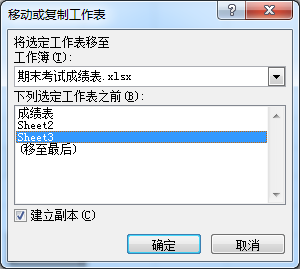 移动或复制工作表
将选定工作表移至
工作簿(T):
期末考试成绩表.xlsx
下列选定工作表之前(B):
成绩表
Sheet2
Sheet3
(移至最后)
建立副本(C)
确定
取消